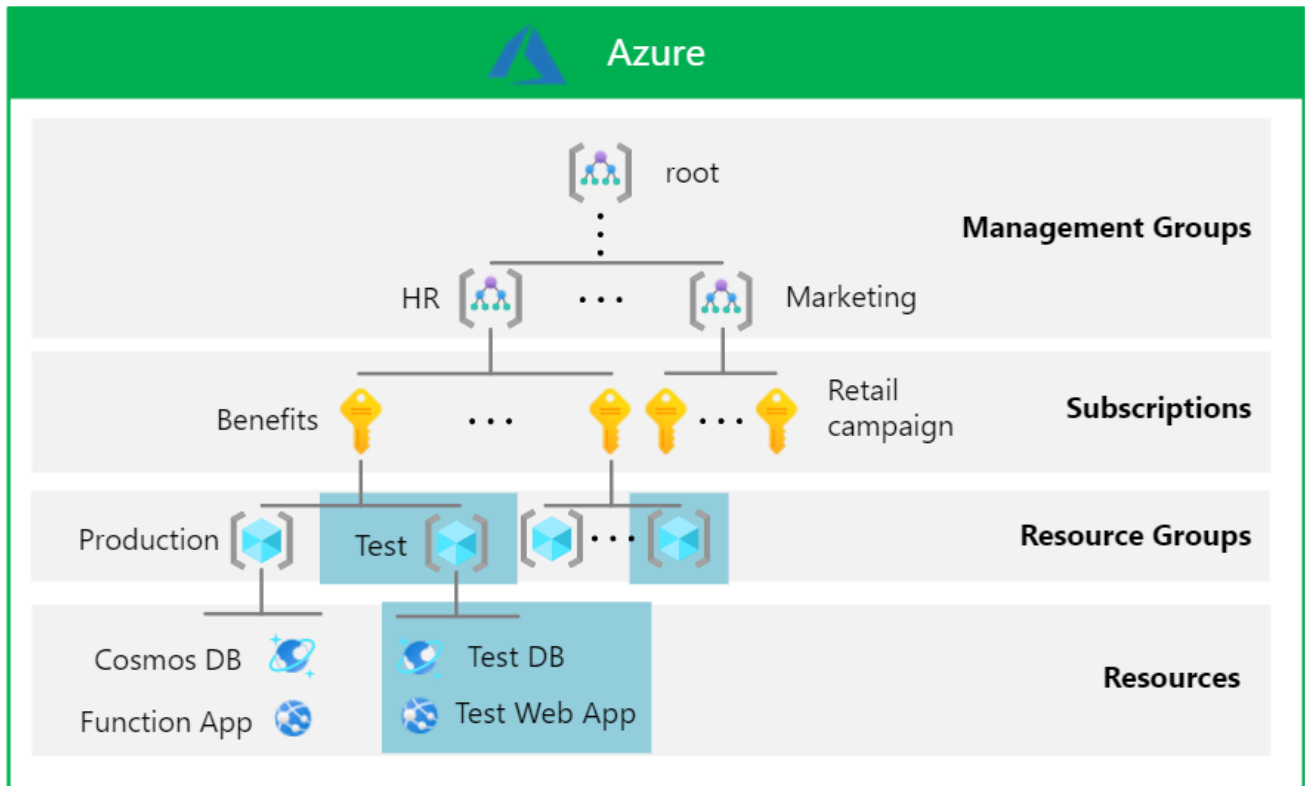 Azure
root
Management Groups
HR
Marketing
Benefits
Retail
campaign
Subscriptions
Production
Test
Resource Groups
Cosmos DB
Test DB
Resources
Function App
Test Web App